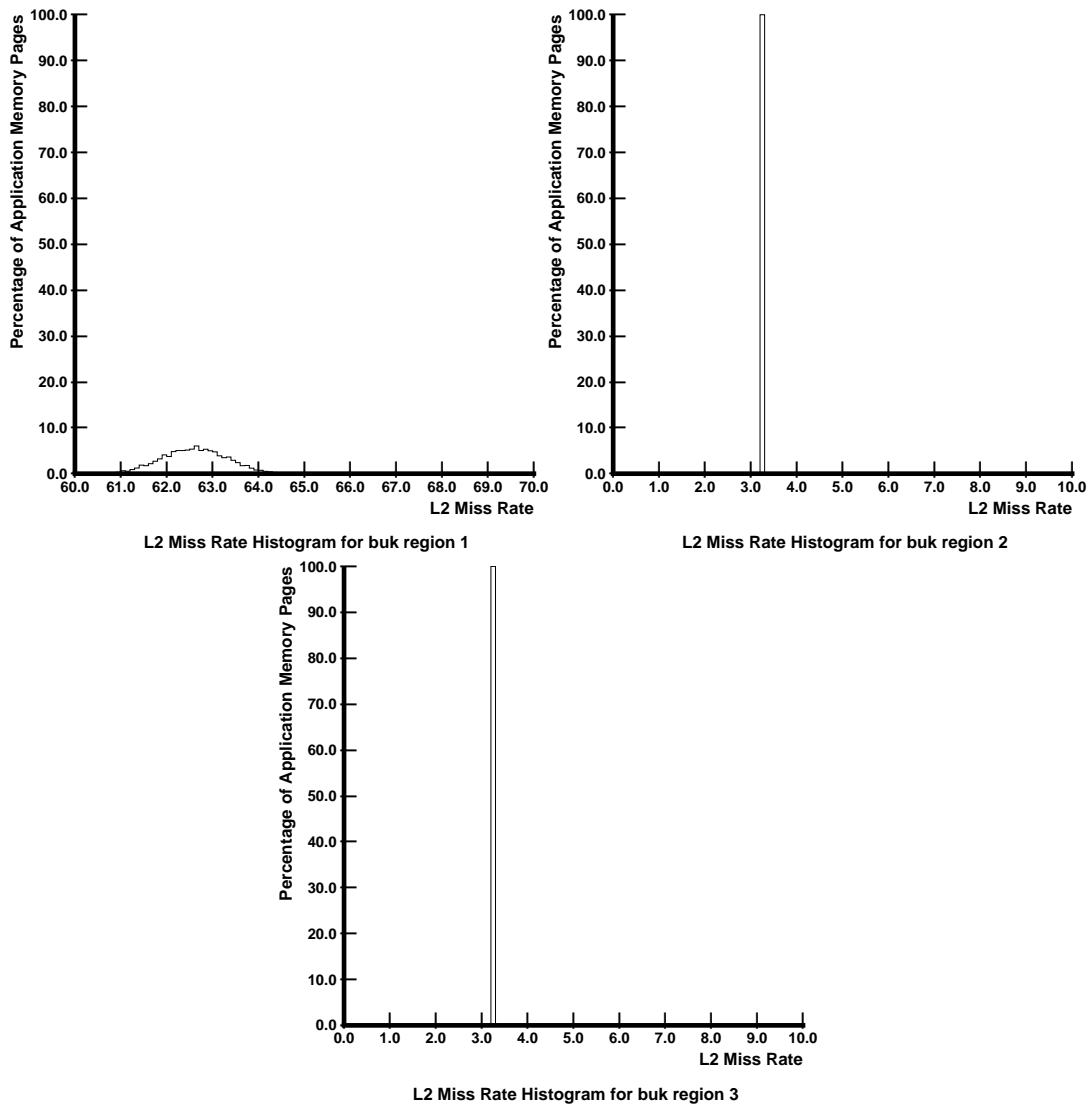 Percentage of Application Memory Pages
100.0
90.0
80.0
70.0
60.0
50.0
40.0
30.0
20.0
10.0
0.0
60.0 61.0 62.0 63.0 64.0 65.0 66.0 67.0 68.0 69.0 70.0
L2 Miss Rate
L2 Miss Rate Histogram for buk region 1
Percentage of Application Memory Pages
100.0
90.0
80.0
70.0
60.0
50.0
40.0
30.0
20.0
10.0
0.0
0.0 1.0 2.0 3.0 4.0 5.0 6.0 7.0 8.0 9.0 10.0
L2 Miss Rate
L2 Miss Rate Histogram for buk region 2
Percentage of Application Memory Pages
100.0
90.0
80.0
70.0
60.0
50.0
40.0
30.0
20.0
10.0
0.0
0.0 1.0 2.0 3.0 4.0 5.0 6.0 7.0 8.0 9.0 10.0
L2 Miss Rate
L2 Miss Rate Histogram for buk region 3